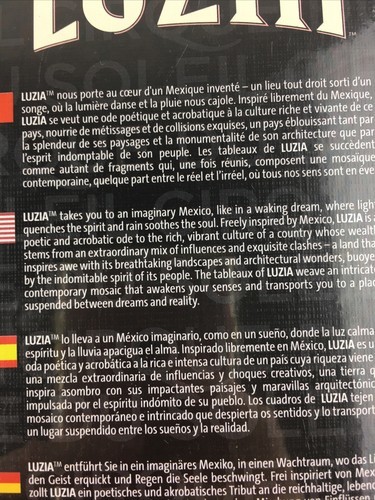 LUZIA™
LUZIA™ nous porte au cœur d'un Mexique inventé – un lieu tout droit sorti d'un
songe, où la lumière danse et la pluie nous cajole. Inspiré librement du Mexique,
LUZIA se veut une ode poétique et acrobatique à la culture riche et vivante de ce
pays, nourrie de métissages et de collisions exquises, un pays éblouissant tant par
la splendeur de ses paysages et la monumentalité de son architecture que par
l'esprit indomptable de son peuple. Les tableaux de LUZIA se succèdent
comme autant de fragments qui, une fois réunis, composent une mosaïque
contemporaine, quelque part entre le réel et l'irréel, où tous nos sens sont en éve
LUZIA™ takes you to an imaginary Mexico, like in a waking dream, where light
quenches the spirit and rain soothes the soul. Freely inspired by Mexico, LUZIA is a
poetic and acrobatic ode to the rich, vibrant culture of a country whose wealt
stems from an extraordinary mix of influences and exquisite clashes – a land tha
inspires awe with its breathtaking landscapes and architectural wonders, buoye
by the indomitable spirit of its people. The tableaux of LUZIA weave an intricat
contemporary mosaic that awakens your senses and transports you to a plac
suspended between dreams and reality.
LUZIA™ lo lleva a un México imaginario, como en un sueño, donde la luz calma
espíritu y la lluvia apacigua el alma. Inspirado libremente en México, LUZIA es u
oda poética y acrobática a la rica e intensa cultura de un país cuya riqueza viene
una mezcla extraordinaria de influencias y choques creativos, una tierra q
inspira asombro con sus impactantes paisajes y maravillas arquitectónic
impulsada por el espíritu indómito de su pueblo. Los cuadros de LUZIA tejen
mosaico contemporáneo e intrincado que despierta os sentidos y lo transport
un lugar suspendido entre los sueños y la realidad.
LUZIA™ entführt Sie in ein imaginäres Mexiko, in einen Wachtraum, wo das Li
den Geist erquickt und Regen die Seele beschwingt. Frei inspiriert von Mex
zollt LUZIA ein poetisches und akrobatisches Tribut an die reichhaltige, lebend